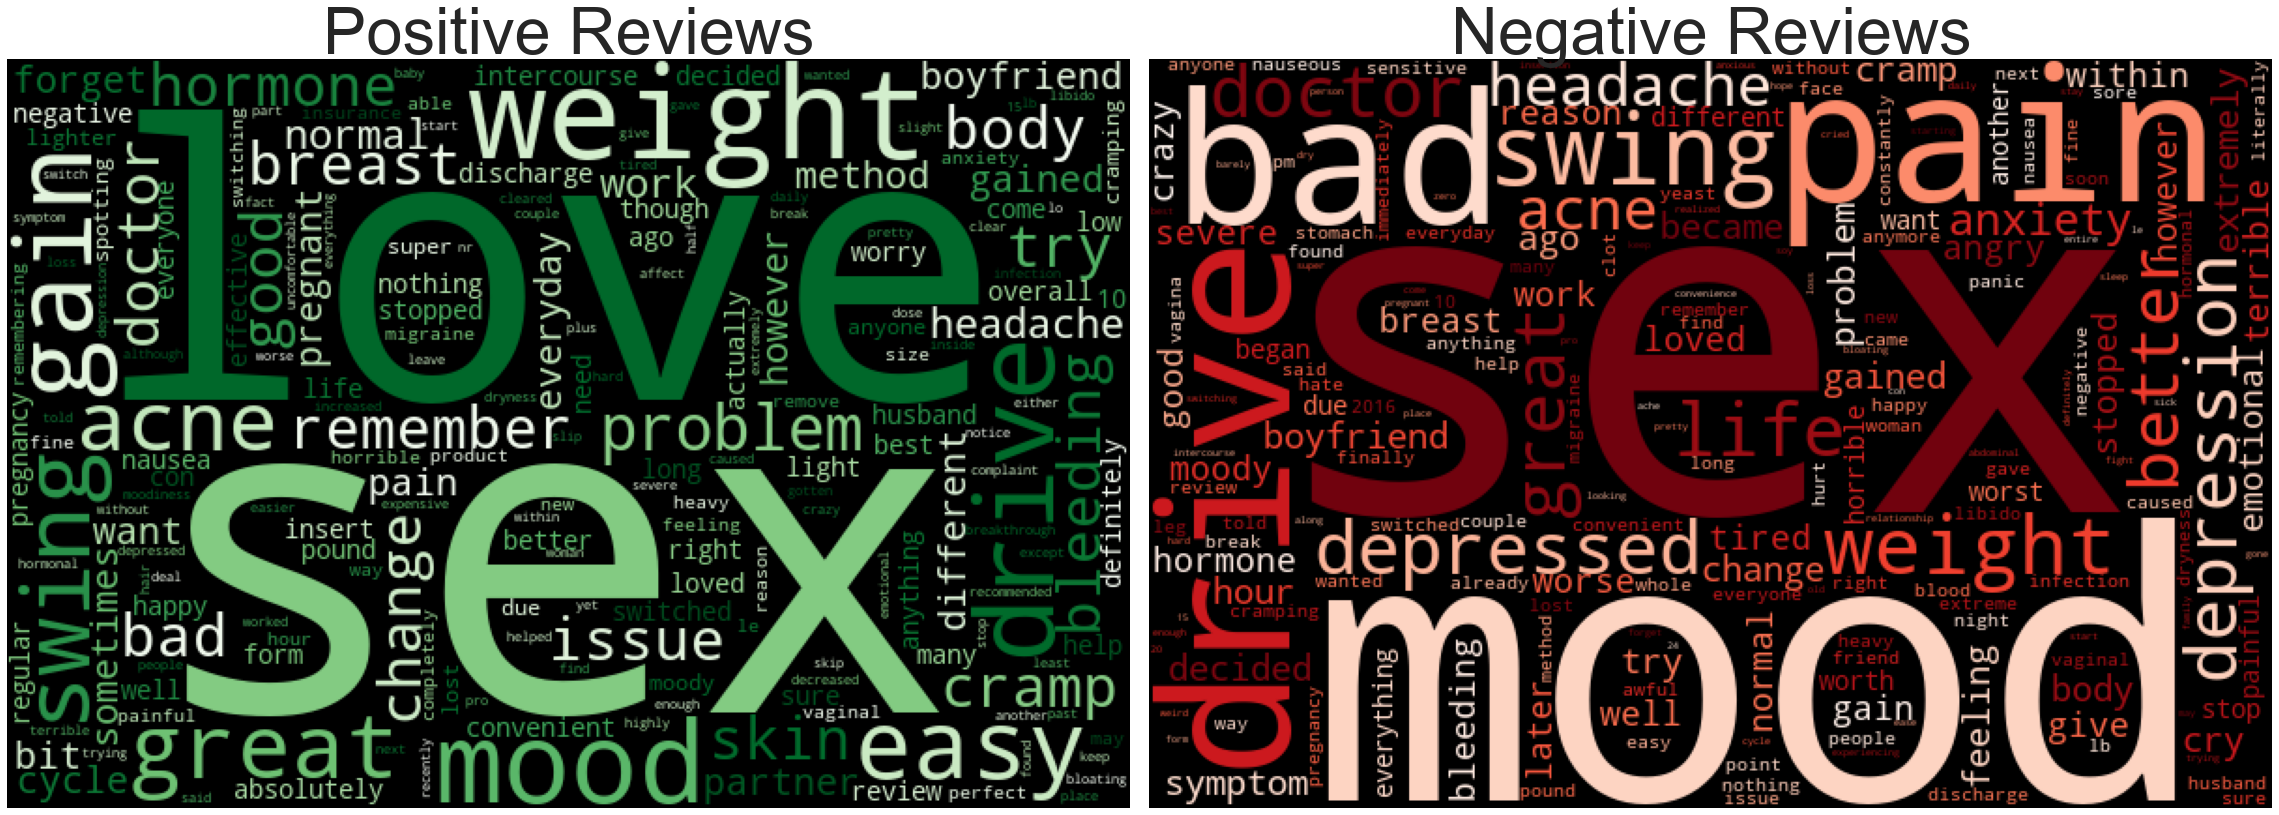 Positive Reviews
Negative Reviews
forget
hormone
baby
intercourse
decided
wanted
boyfriend
negative
part
insurance
able
weight
15
lb
libido
body
lighter
normal
start
give
gave
slight
cramping
gain
switch
spotting
doctor
switching
breast
discharge
work
method
anxiety
gained
symptom
everyone
fact
love
cleared
couple
though
daily
break
half
pretty
come
lo
low
clear
try
good
pregnant
uncomfortable
everything
super
nr
ago
worry
nothing
stopped
migraine
leave
affect
however
everyday
plus
actually
extremely
dose
anyone
size
inside
infection
overall
10
headache
remembering
loss
depression
effective
although
worse
life
increased
hard
need
dryness
remove
husband
either
drive
bleeding
acne
remember
problem
slip
best
notice
told
fine
pregnancy
swing
nausea
con
moodiness
horrible
product
long
caused
light
complaint
definitely
without
easier
pain
expensive
severe
heavy
gotten
crazy
different
want
depressed
insert
pound
way
change
new
within
better
woman
feeling
right
loved
reason
anything
breakthrough
except
hormonal
sometimes
hair
deal
happy
sex
due
yet
switched
emotional
recommended
regular
bad
worked
hour
form
people
helped
issue
le
find
stop
many
help
least
well
painful
completely
lost
pro
moody
enough
skip
decreased
sure
cramp
terrible
trying
bit
cycle
great
convenient
highly
vaginal
another
past
next
recently
mood
skin
partner
easy
found
may
keep
bloating
said
absolutely
review
perfect
place
anyone
nauseous
sensitive
headache
intercourse
anxious
without
cramp
next
within
literally
doctor
person
hope
face
daily
stay
sore
crazy
bad
reason
different
another
extremely
swing
pain
constantly
cried
starting
nausea
fine
barely
dry
pm
immediately
zero
yeast
acne
realized
became
problem
want
anymore
anxiety
soon
however
best
severe
stomach
everyday
ago
keep
angry
entire
le
hormonal
terrible
found
super
many
clot
panic
sleep
good
vagina
drive
come
pregnant
10
work
convenience
remember
find
loved
new
came
loss
bloating
better
depression
breast
anything
help
great
migraine
began
said
hate
pro
gained
negative
stopped
emotional
switching
due
2016
place
ache
pretty
life
con
happy
woman
sick
definitely
boyfriend
finally
sex
long
hurt
horrible
abdominal
gave
fight
intercourse
moody
review
looking
worst
caused
leg
told
along
switched
couple
convenient
relationship
libido
dryness
gone
hard
break
hormone
depressed
tired
weight
wanted
already
worse
whole
change
right
infection
hour
cramping
everyone
old
blood
extreme
night
family
painful
15
enough
20
lost
decided
mood
forget
24
heavy
friend
start
vaginal
everything
bleeding
try
awful
well
easy
method
later
normal
worth
gain
people
experiencing
feeling
body
give
lb
stop
cry
trying
weird
way
form
pregnancy
symptom
pound
point
nothing
issue
cycle
discharge
husband
sure